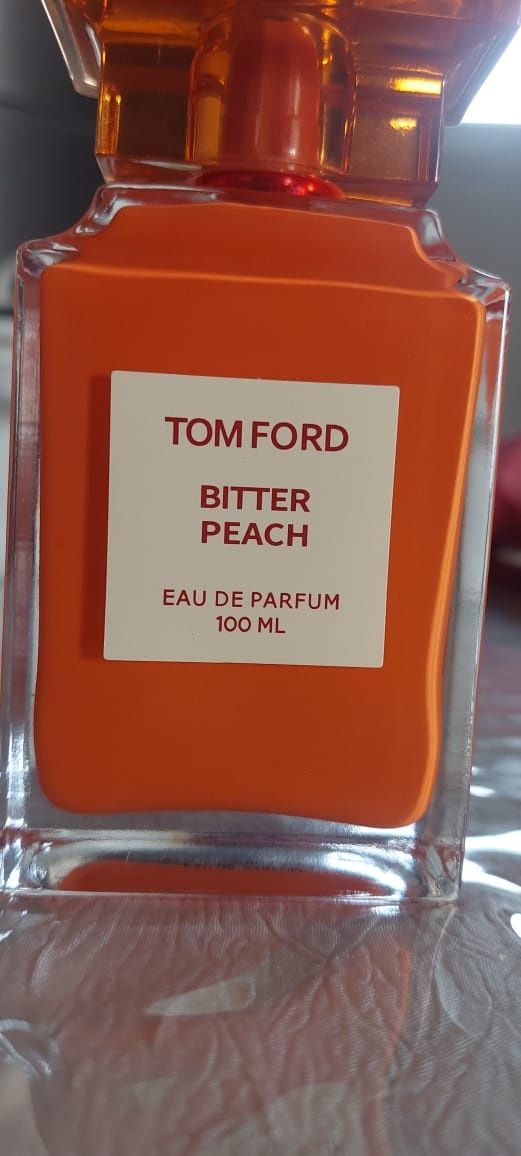 TOM FORD
BITTER
PEACH
EAU DE PARFUM
100 ML